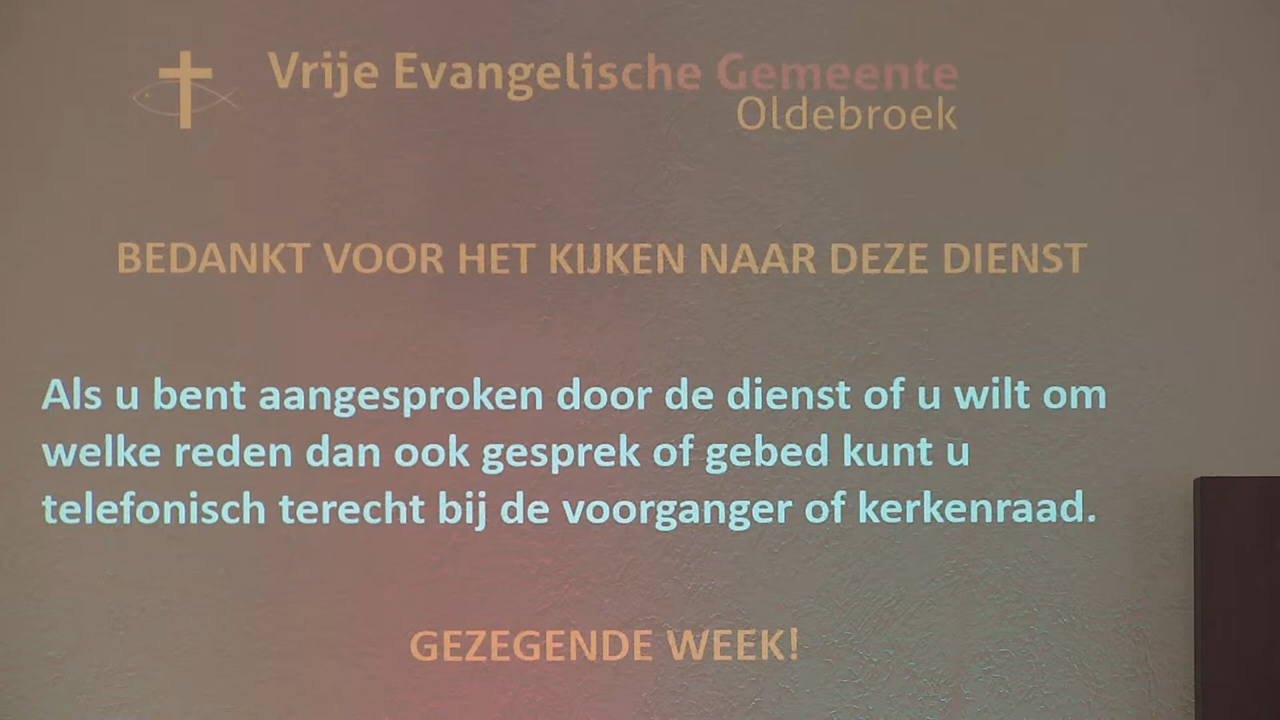 Vrije Evangelische Gemeente
Oldebroek
BEDANKT VOOR HET KIJKEN NAAR DEZE DIENST
Als u bent aangesproken door de dienst of u wilt om
welke reden dan ook gesprek of gebed kunt u
telefonisch terecht bij de voorganger of kerkenraad.
GEZEGENDE WEEK!